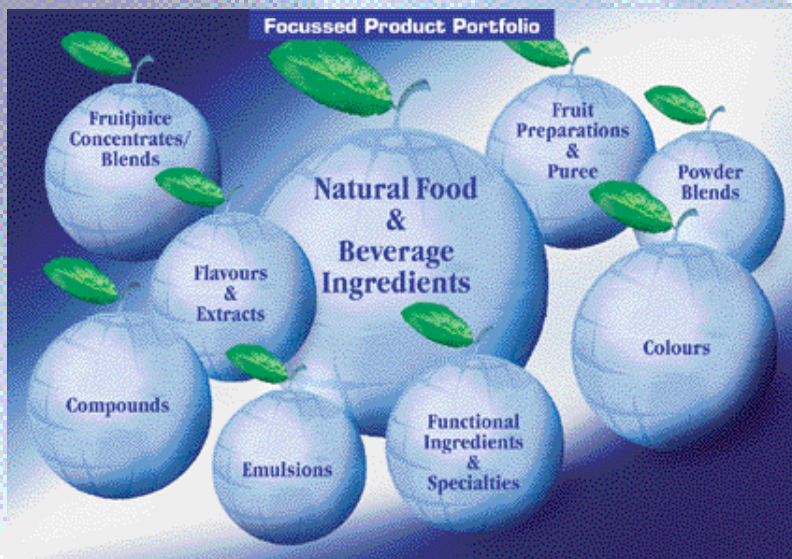 Focussed Product Portfolio
Fruitjuice
Concentrates/
Blends
Fruit
Preparations
&
Puree
Powder
Blends
Natural Food
&
Beverage
Ingredients
Flavours
&
Extracts
Colours
Compounds
Emulsions
Functional
Ingredients
&
Specialties